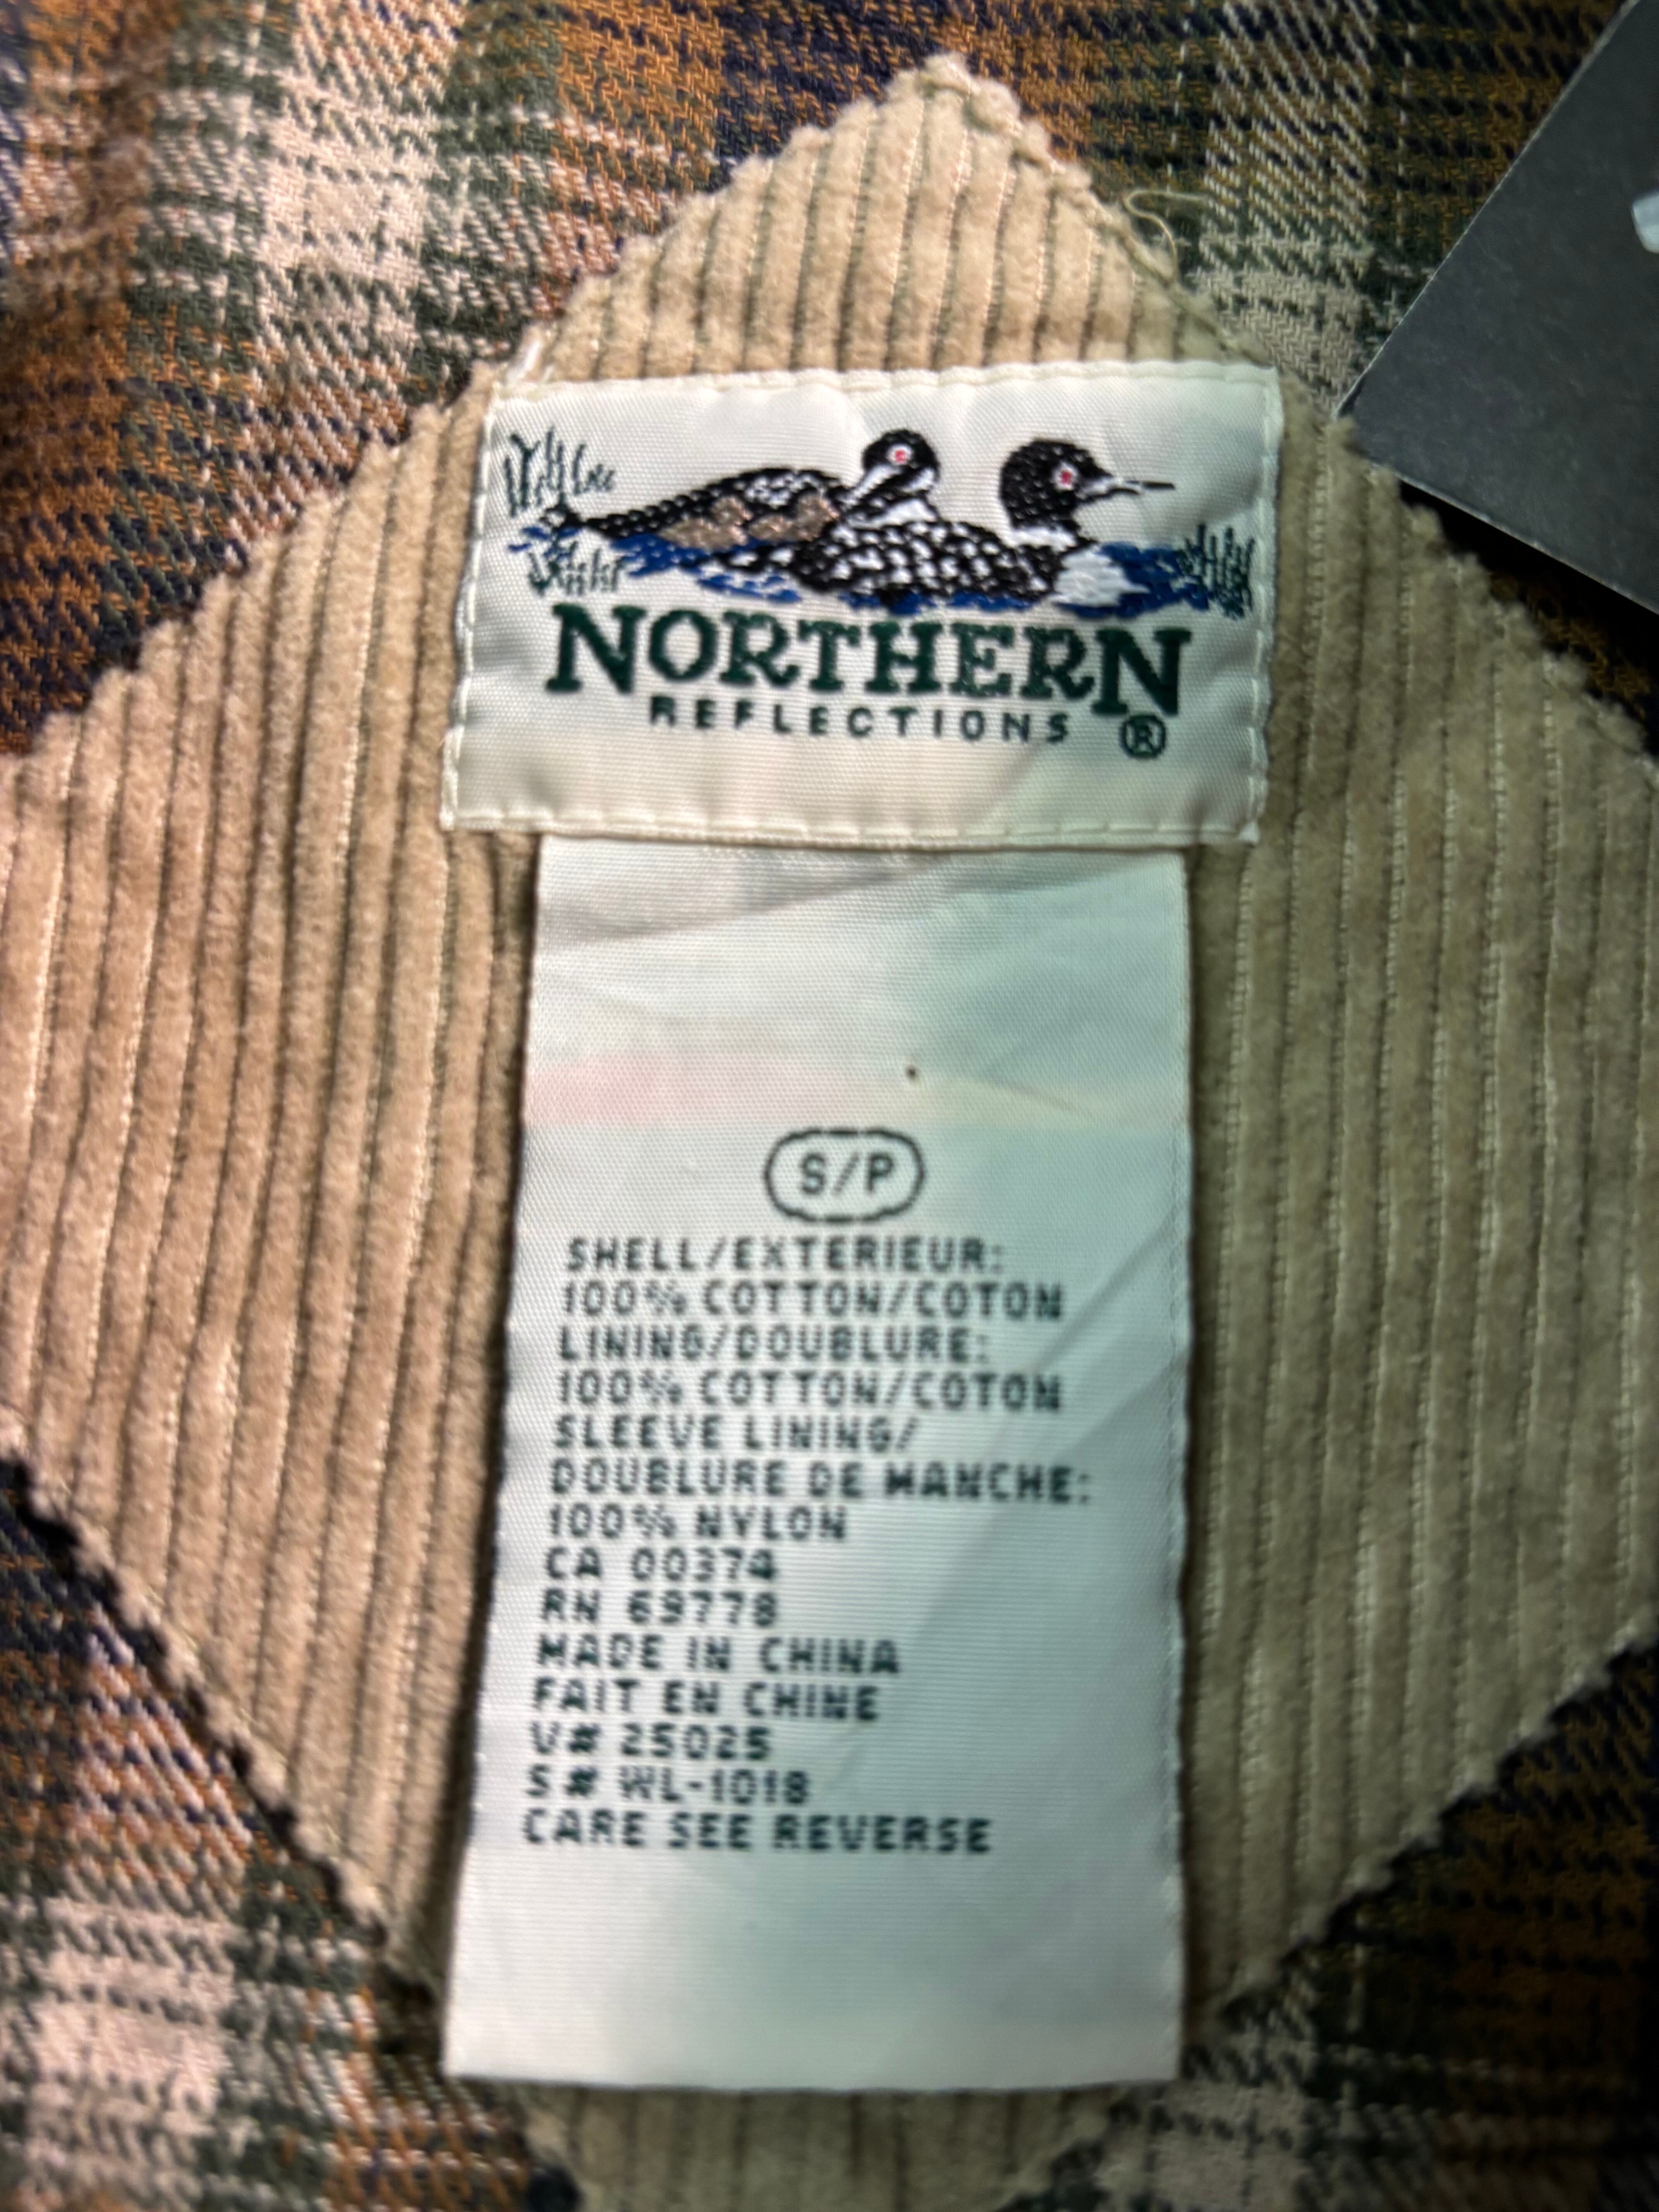 NORTHERN
REFLECTIONS ®
S/P
SHELL/EXTERIEUR:
100% COTTON/COTON
LINING/DOUBLURE:
100% COTTON/COTON
SLEEVE LINING/
DOUBLURE DE MANCHE:
100% NYLON
CA 00374
RN 69778
MADE IN CHINA
FAIT EN CHINE
V# 25025
S# WL-1018
CARE SEE REVERSE